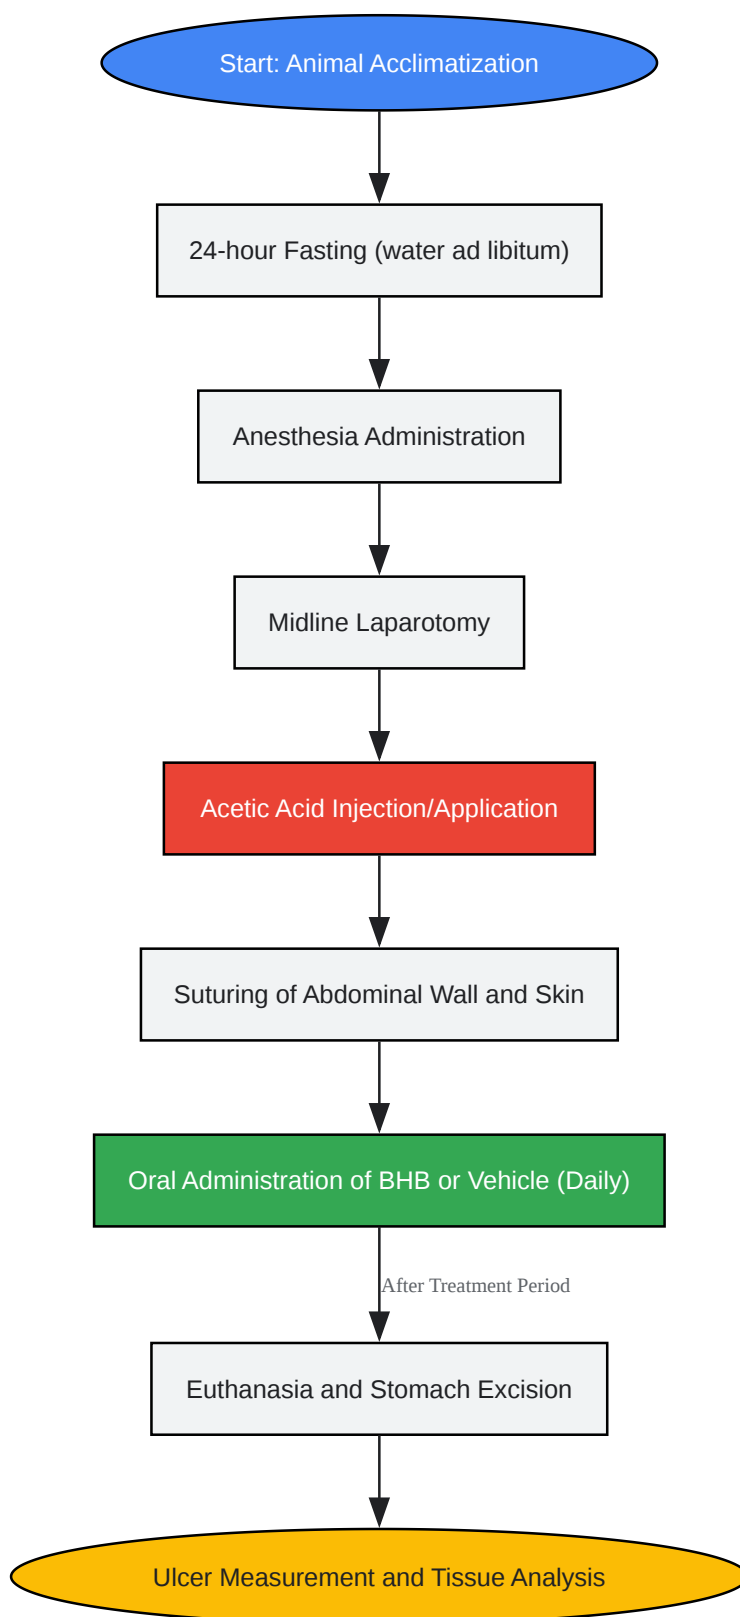 Start: Animal Acclimatization
24-hour Fasting (water ad libitum)
Anesthesia Administration
Midline Laparotomy
Acetic Acid Injection/Application
Suturing of Abdominal Wall and Skin
Oral Administration of BHB or Vehicle (Daily)
After Treatment Period
Euthanasia and Stomach Excision
Ulcer Measurement and Tissue Analysis